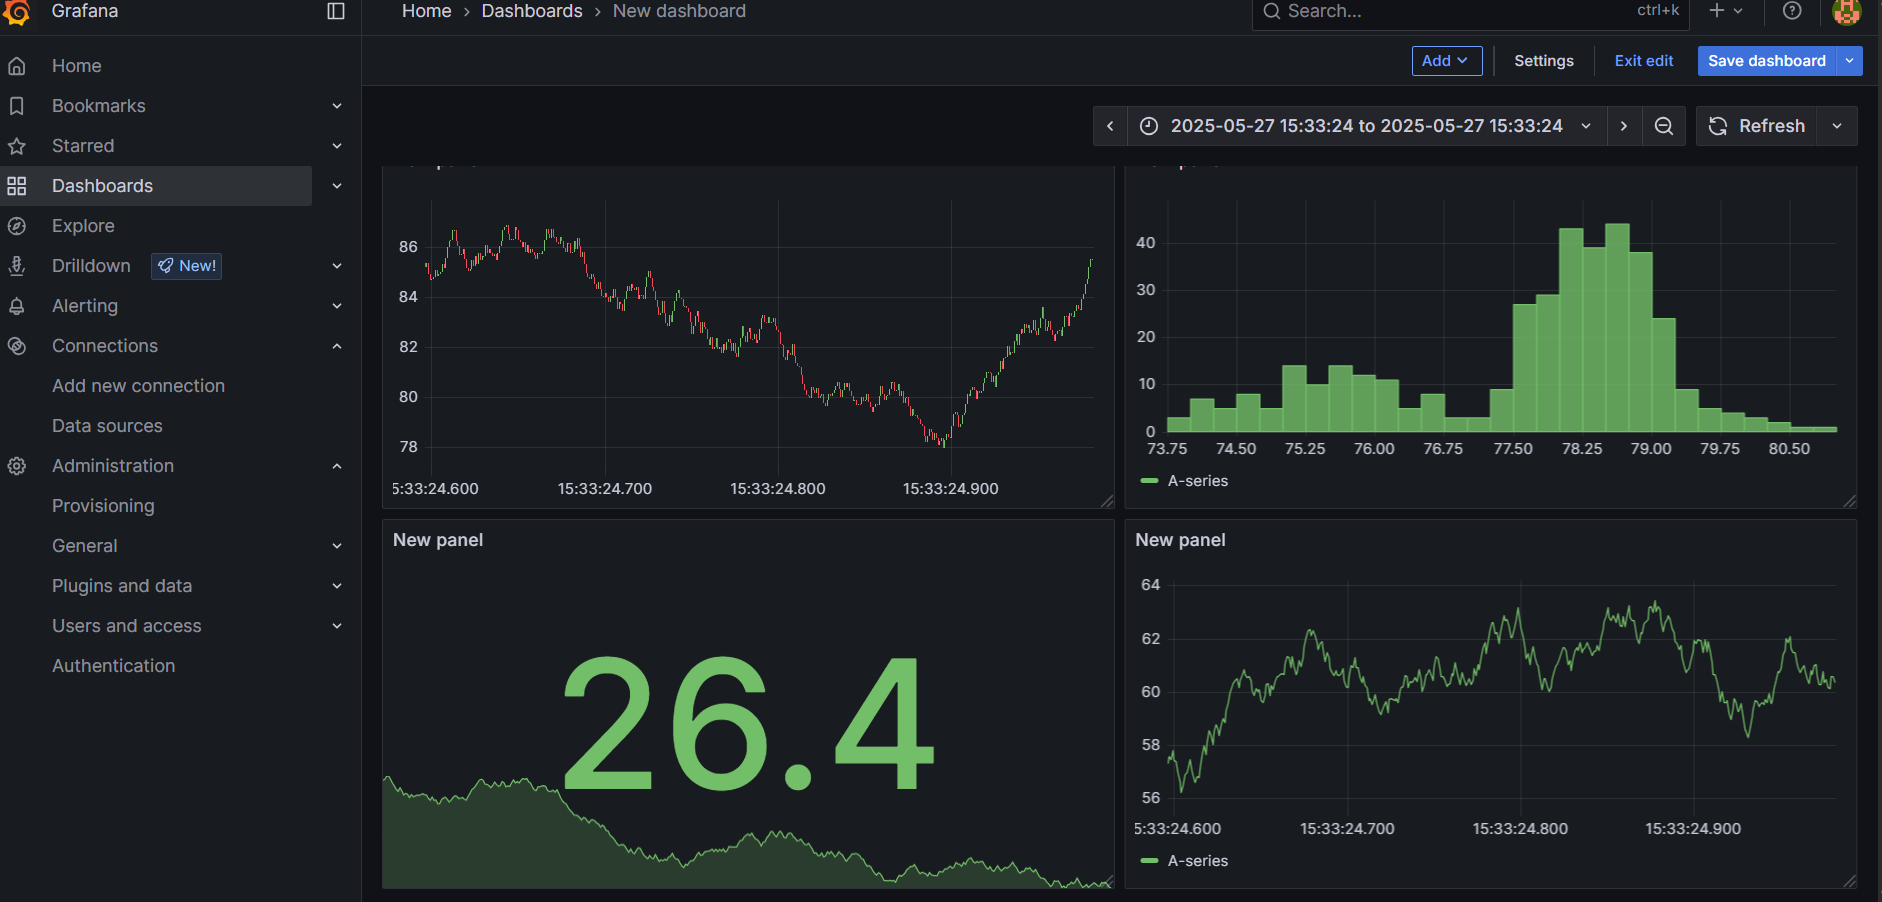 Grafana
Home › Dashboards › New dashboard
Search...
ctrl+k
Add
Settings
Exit edit
Save dashboard
2025-05-27 15:33:24 to 2025-05-27 15:33:24
Refresh
Home
Bookmarks
Starred
Dashboards
Explore
Drilldown
New!
Alerting
Connections
Add new connection
Data sources
Administration
Provisioning
General
Plugins and data
Users and access
Authentication
86
84
82
80
78
5:33:24.600
15:33:24.700
15:33:24.800
15:33:24.900
40
30
20
10
0
73.75
74.50
75.25
76.00
76.75
77.50
78.25
79.00
79.75
80.50
A-series
New panel
26.4
New panel
64
62
60
58
56
5:33:24.600
15:33:24.700
15:33:24.800
15:33:24.900
A-series